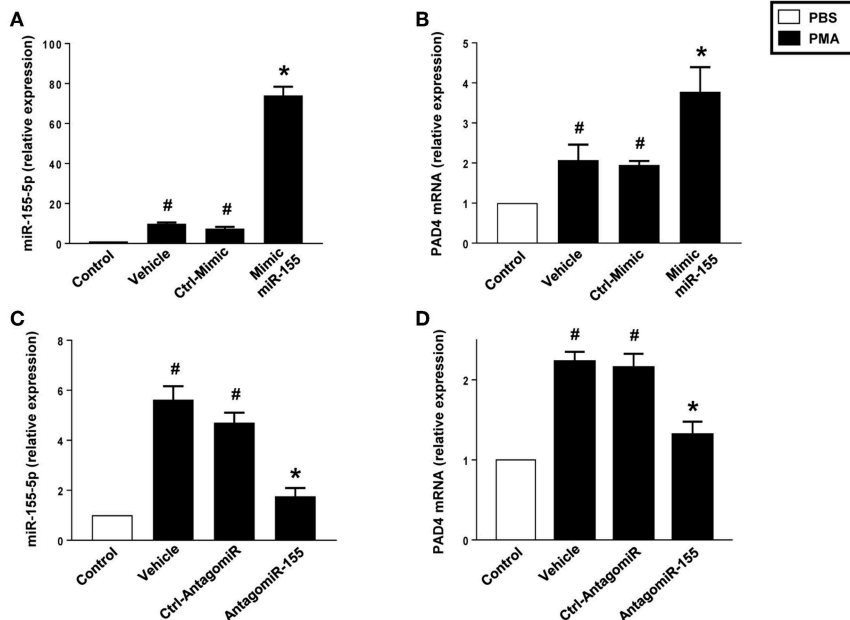 A
miR-155-5p (relative expression)
100
80
60
40
20
0
#
#
*
Control
Vehicle
Ctrl-Mimic
Mimic
miR-155
B
PAD4 mRNA (relative expression)
5
4
3
2
1
0
#
#
*
Control
Vehicle
Ctrl-Mimic
Mimic
miR-155
PBS
PMA
C
miR-155-5p (relative expression)
8
6
4
2
0
#
#
*
Control
Vehicle
Ctrl-AntagomiR
AntagomiR-155
D
PAD4 mRNA (relative expression)
2
1
0
#
#
*
Control
Vehicle
Ctrl-AntagomiR
AntagomiR-155